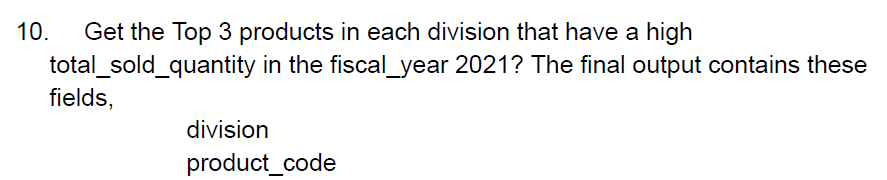 10. Get the Top 3 products in each division that have a high
total_sold_quantity in the fiscal_year 2021? The final output contains these
fields,
division
product_code